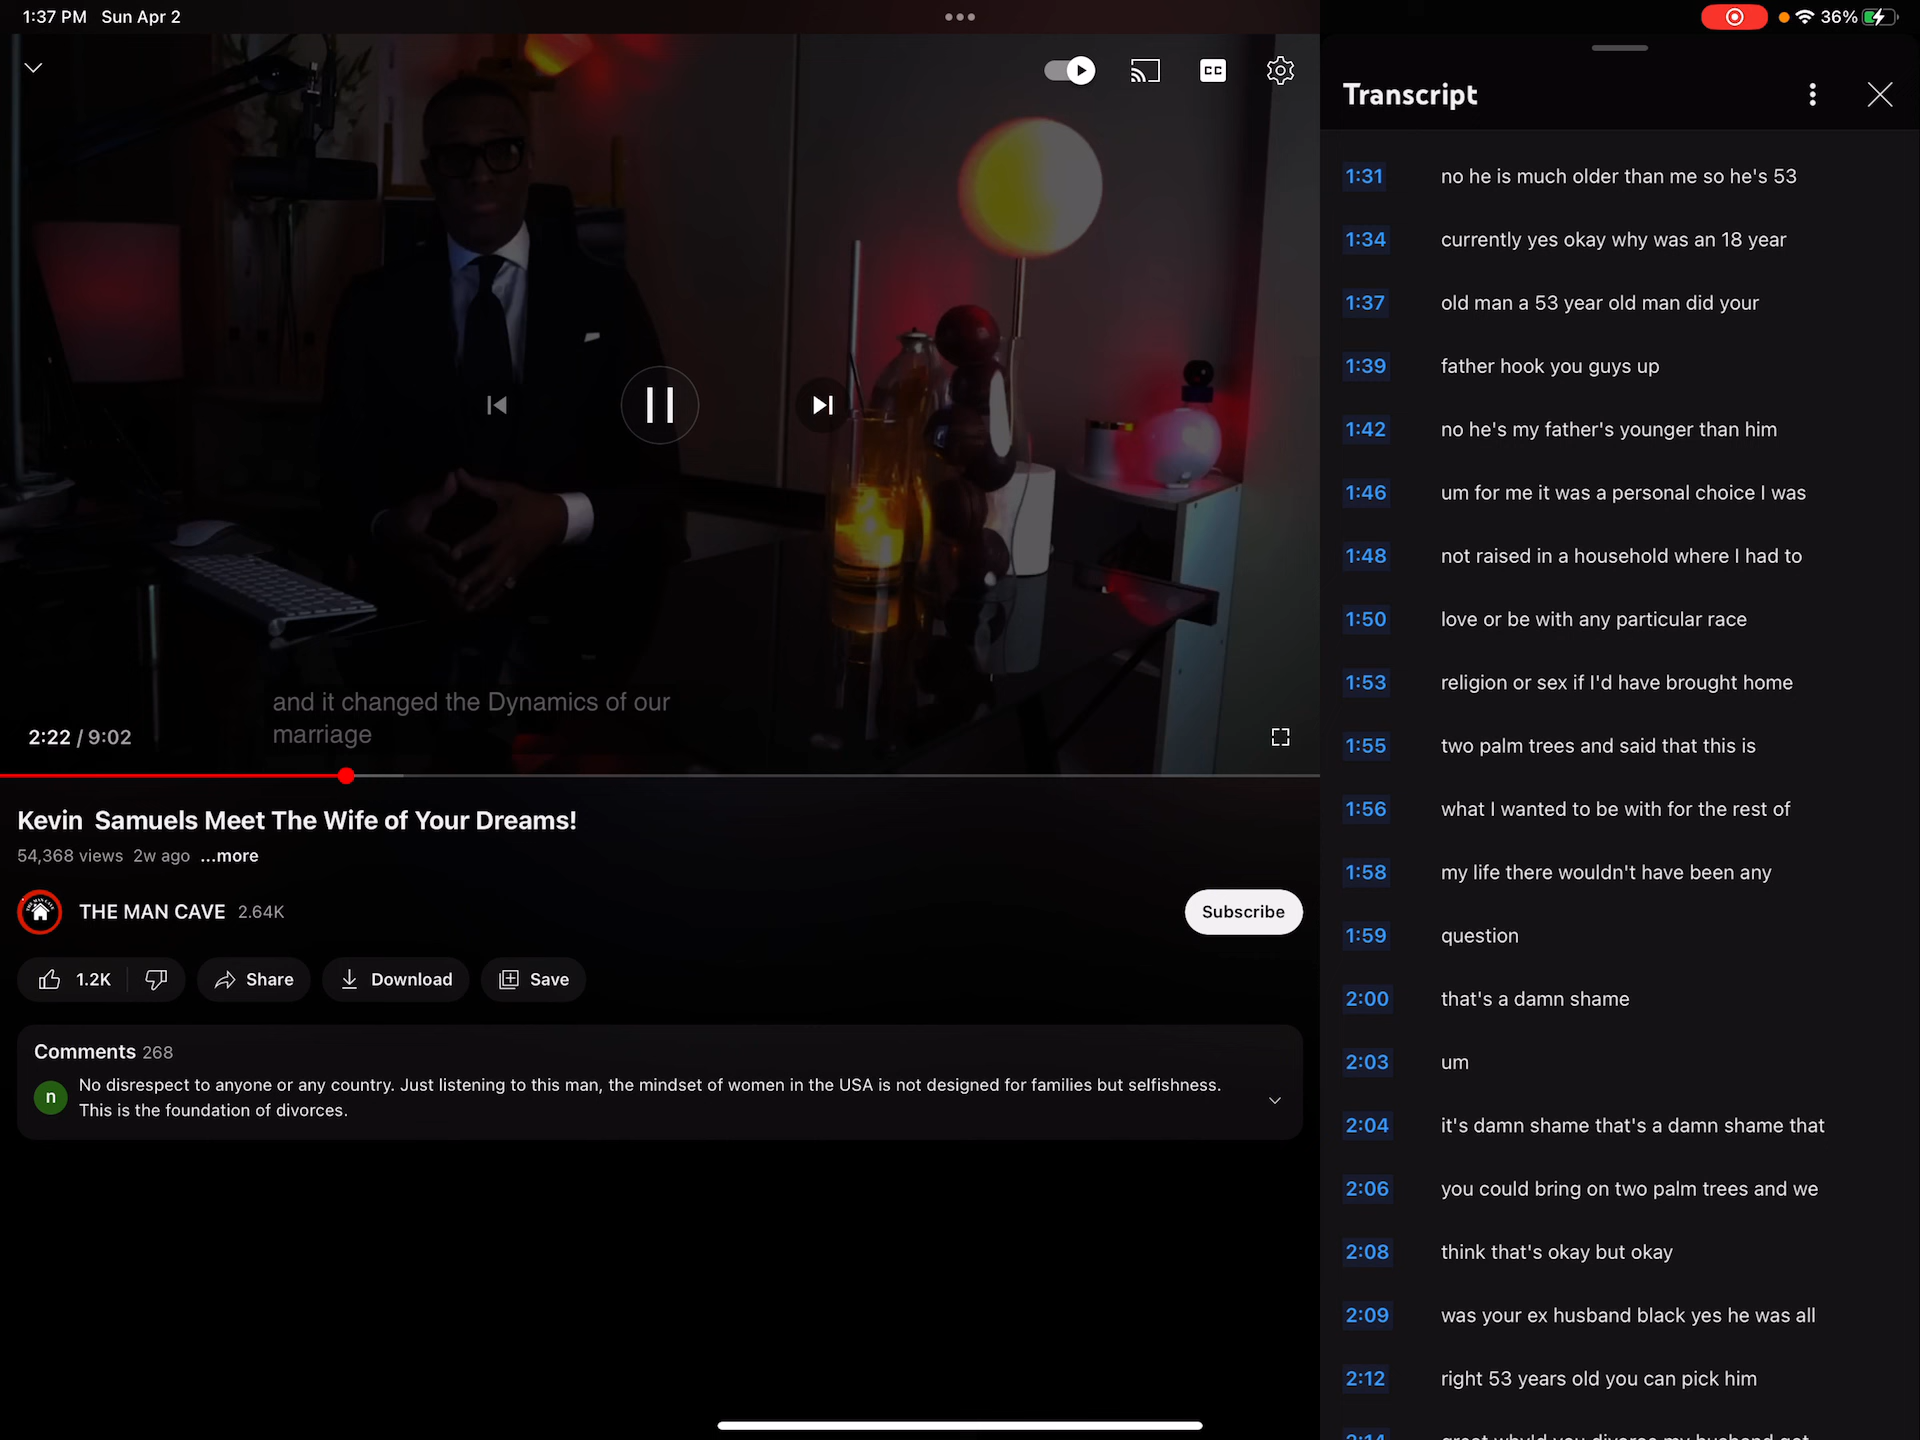 1:37 PM Sun Apr 2
36%
CC
and it changed the Dynamics of our
marriage
2:22 / 9:02
Kevin Samuels Meet The Wife of Your Dreams!
54,368 views 2w ago ...more
THE MAN CAVE 2.64K
Subscribe
1.2K
Share
Download
Save
Comments 268
n
No disrespect to anyone or any country. Just listening to this man, the mindset of women in the USA is not designed for families but selfishness.
This is the foundation of divorces.
Transcript
1:31 no he is much older than me so he's 53
1:34 currently yes okay why was an 18 year
1:37 old man a 53 year old man did your
1:39 father hook you guys up
1:42 no he's my father's younger than him
1:46 um for me it was a personal choice I was
1:48 not raised in a household where I had to
1:50 love or be with any particular race
1:53 religion or sex if I'd have brought home
1:55 two palm trees and said that this is
1:56 what I wanted to be with for the rest of
1:58 my life there wouldn't have been any
1:59 question
2:00 that's a damn shame
2:03 um
2:04 it's damn shame that's a damn shame that
2:06 you could bring on two palm trees and we
2:08 think that's okay but okay
2:09 was your ex husband black yes he was all
2:12 right 53 years old you can pick him